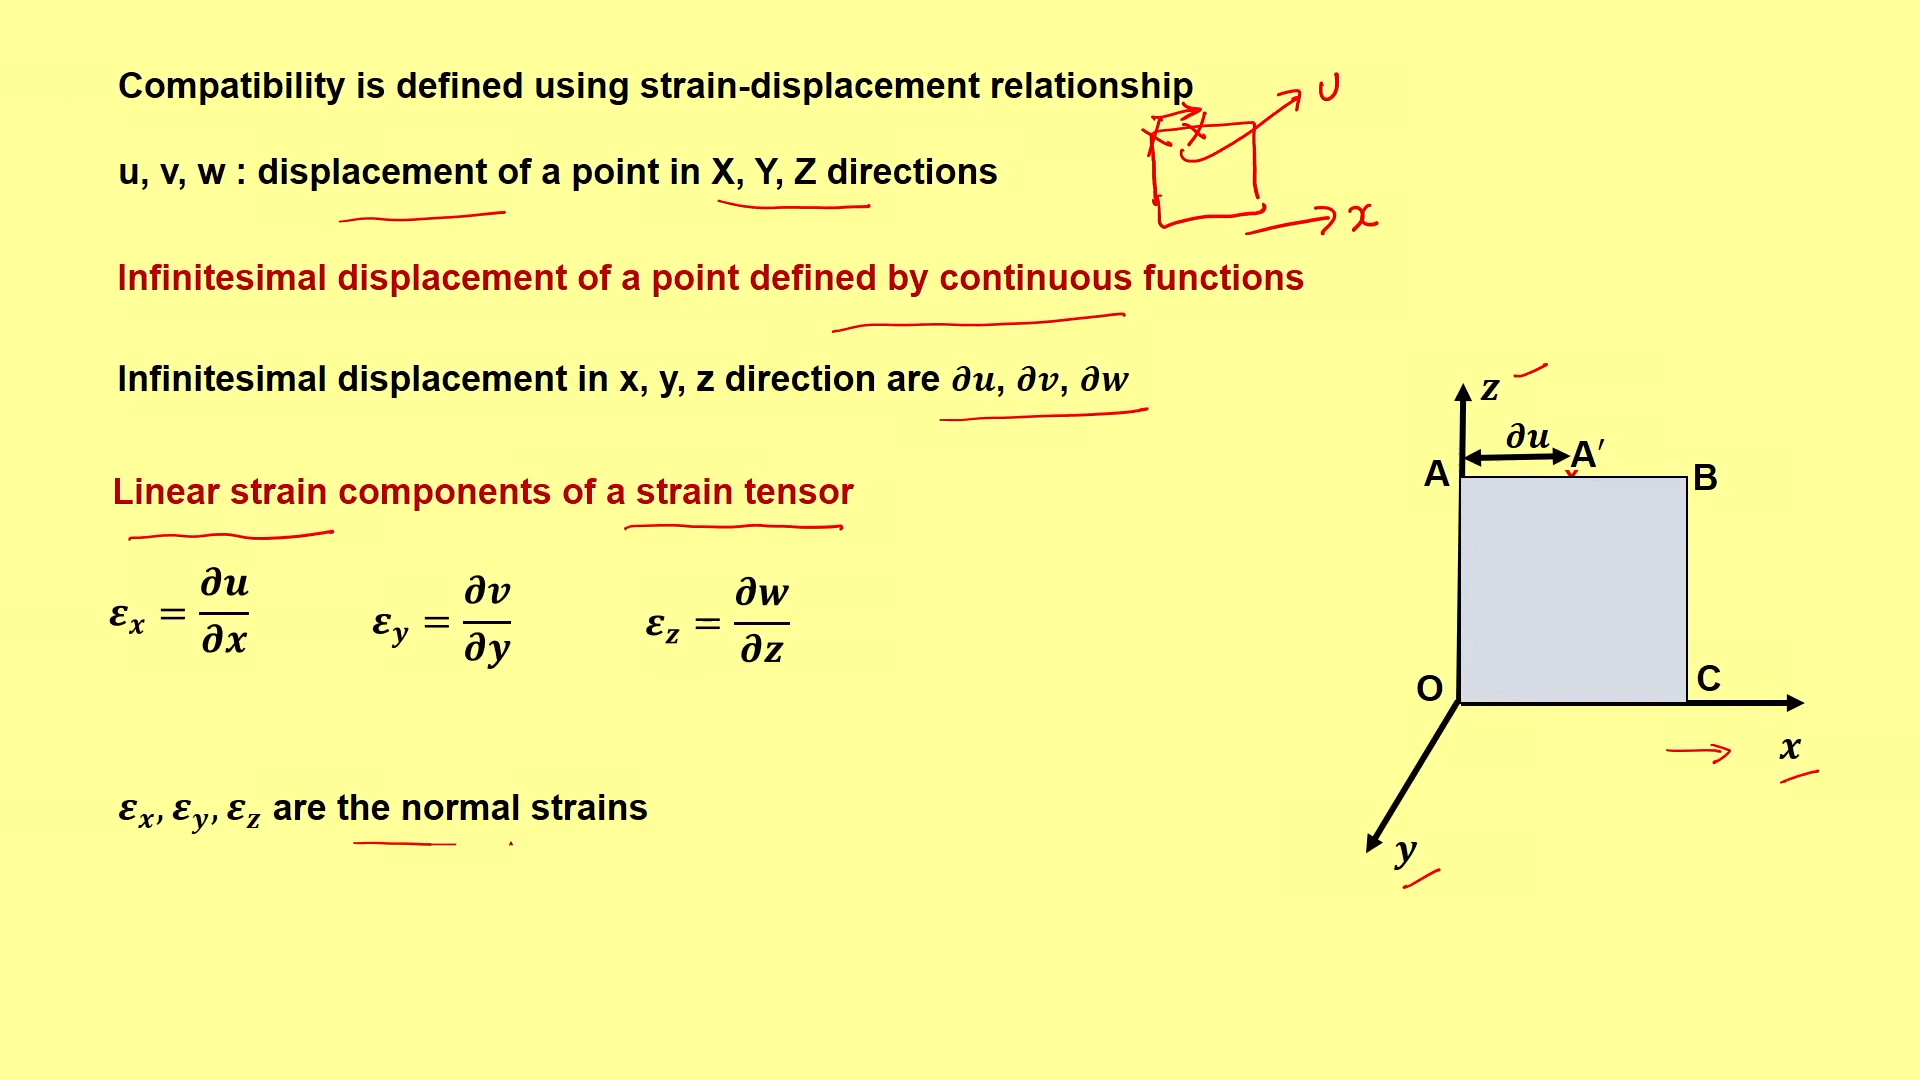 Compatibility is defined using strain-displacement relationship
U
u, v, w : displacement of a point in X, Y, Z directions
x
Infinitesimal displacement of a point defined by continuous functions
Infinitesimal displacement in x, y, z direction are ∂u, ∂v, ∂w
z
∂u
A′
A
B
Linear strain components of a strain tensor
εx = ∂u/∂x
εy = ∂v/∂y
εz = ∂w/∂z
O
C
x
εx, εy, εz are the normal strains
y